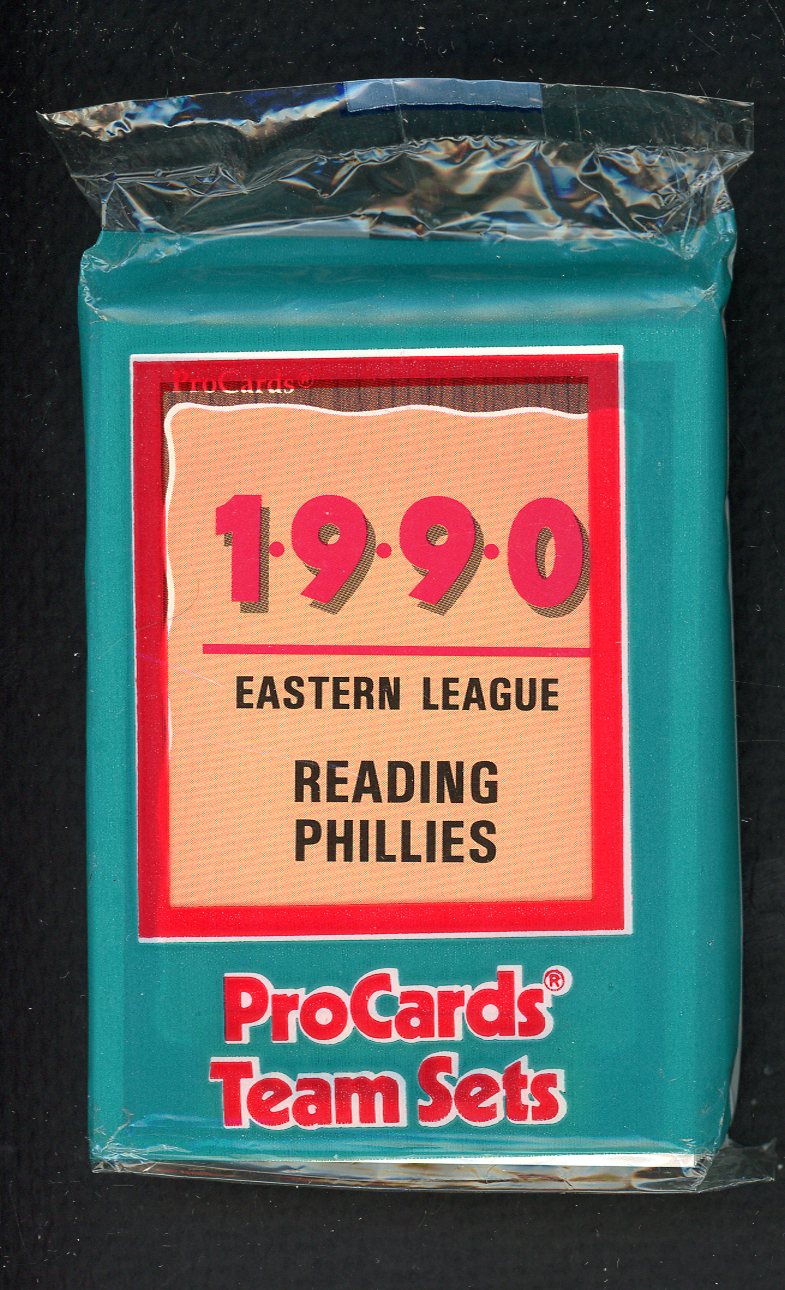 ProCards®
1·9·9·0
EASTERN LEAGUE
READING
PHILLIES
ProCards®
Team Sets